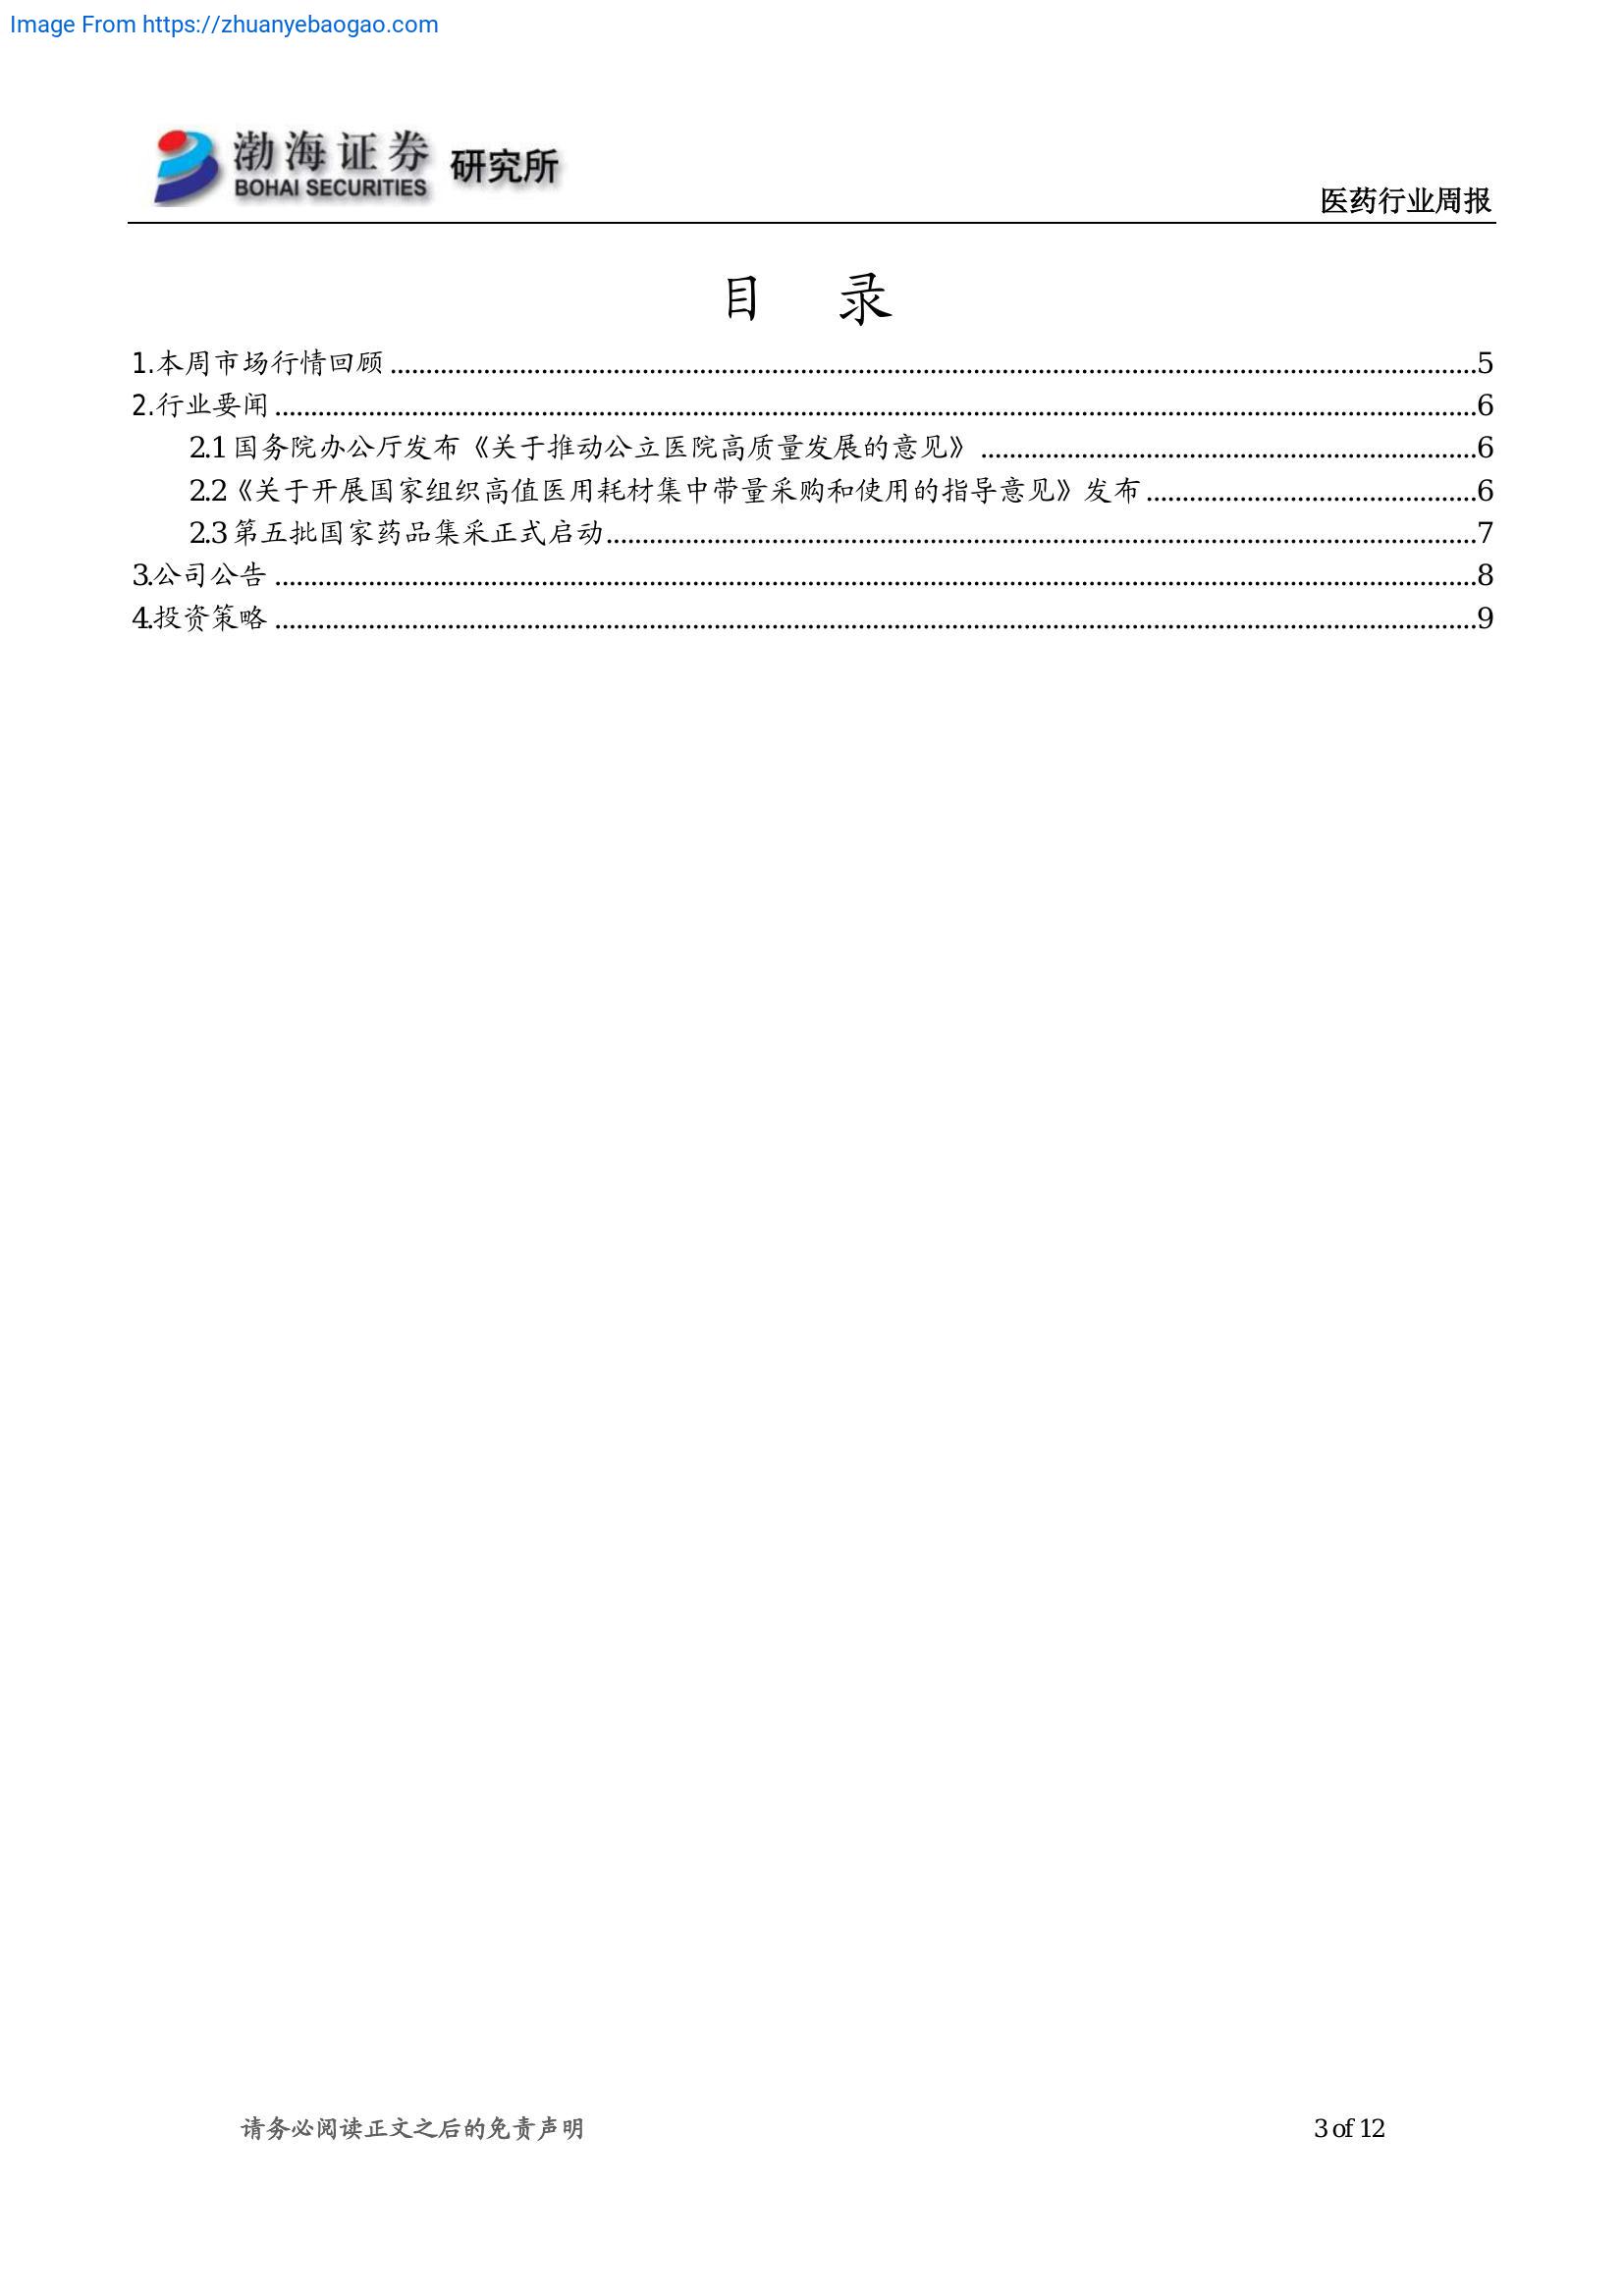 Image From https://zhuanyebaogao.com
渤海证券 研究所
BOHAI SECURITIES
医药行业周报
目 录
1.本周市场行情回顾 ........ 5
2.行业要闻 ........ 6
2.1 国务院办公厅发布《关于推动公立医院高质量发展的意见》 ........ 6
2.2《关于开展国家组织高值医用耗材集中带量采购和使用的指导意见》发布 ........ 6
2.3 第五批国家药品集采正式启动 ........ 7
3.公司公告 ........ 8
4.投资策略 ........ 9
请务必阅读正文之后的免责声明 3 of 12